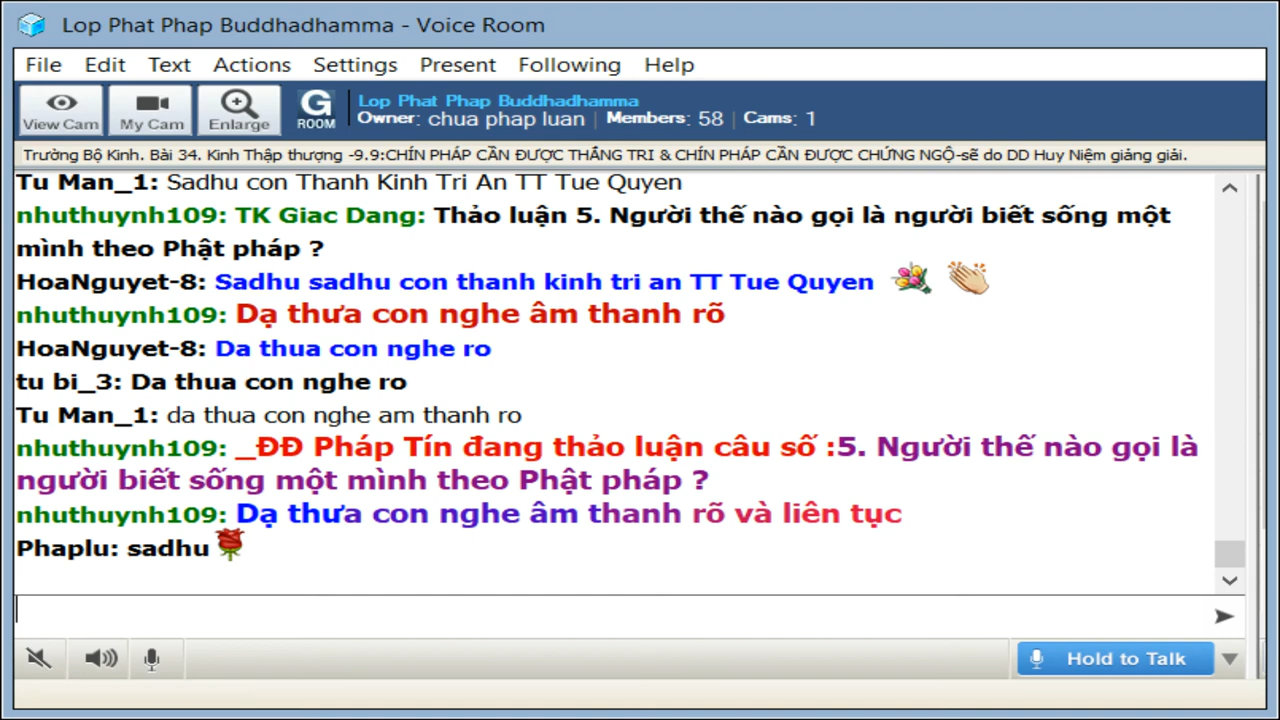 Lop Phat Phap Buddhadhamma - Voice Room
File Edit Text Actions Settings Present Following Help
View Cam My Cam Enlarge G ROOM
Lop Phat Phap Buddhadhamma
Owner: chua phap luan | Members: 58 | Cams: 1
Trường Bộ Kinh. Bài 34. Kinh Thập thượng -9.9:CHÍN PHÁP CẦN ĐƯỢC THẮNG TRI & CHÍN PHÁP CẦN ĐƯỢC CHỨNG NGỘ-sẽ do DD Huy Niệm giảng giải.
Tu Man_1: Sadhu con Thanh Kinh Tri An TT Tue Quyen
nhuthuynh109: TK Giac Dang: Thảo luận 5. Người thế nào gọi là người biết sống một
mình theo Phật pháp ?
HoaNguyet-8: Sadhu sadhu con thanh kinh tri an TT Tue Quyen
nhuthuynh109: Dạ thưa con nghe âm thanh rõ
HoaNguyet-8: Da thua con nghe ro
tu bi_3: Da thua con nghe ro
Tu Man_1: da thua con nghe am thanh ro
nhuthuynh109: _ĐĐ Pháp Tín đang thảo luận câu số :5. Người thế nào gọi là
người biết sống một mình theo Phật pháp ?
nhuthuynh109: Dạ thưa con nghe âm thanh rõ và liên tục
Phaplu: sadhu
Hold to Talk